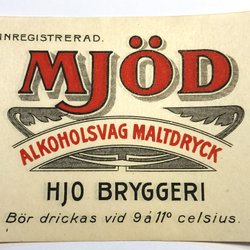 INREGISTRERAD.
MJÖD
ALKOHOLSVAG MALTDRYCK
HJO BRYGGERI
Bör drickas vid 9 à 11° celsius.